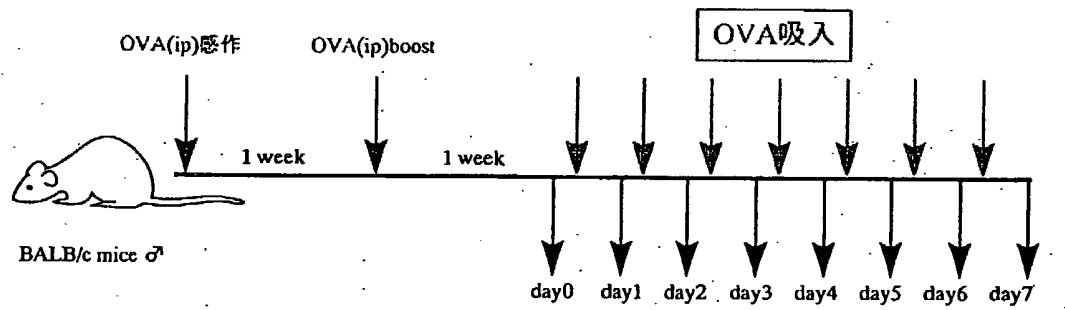 OVA吸入
OVA(ip)感作
OVA(ip)boost
1 week
1 week
BALB/c mice ♂
day0 day1 day2 day3 day4 day5 day6 day7